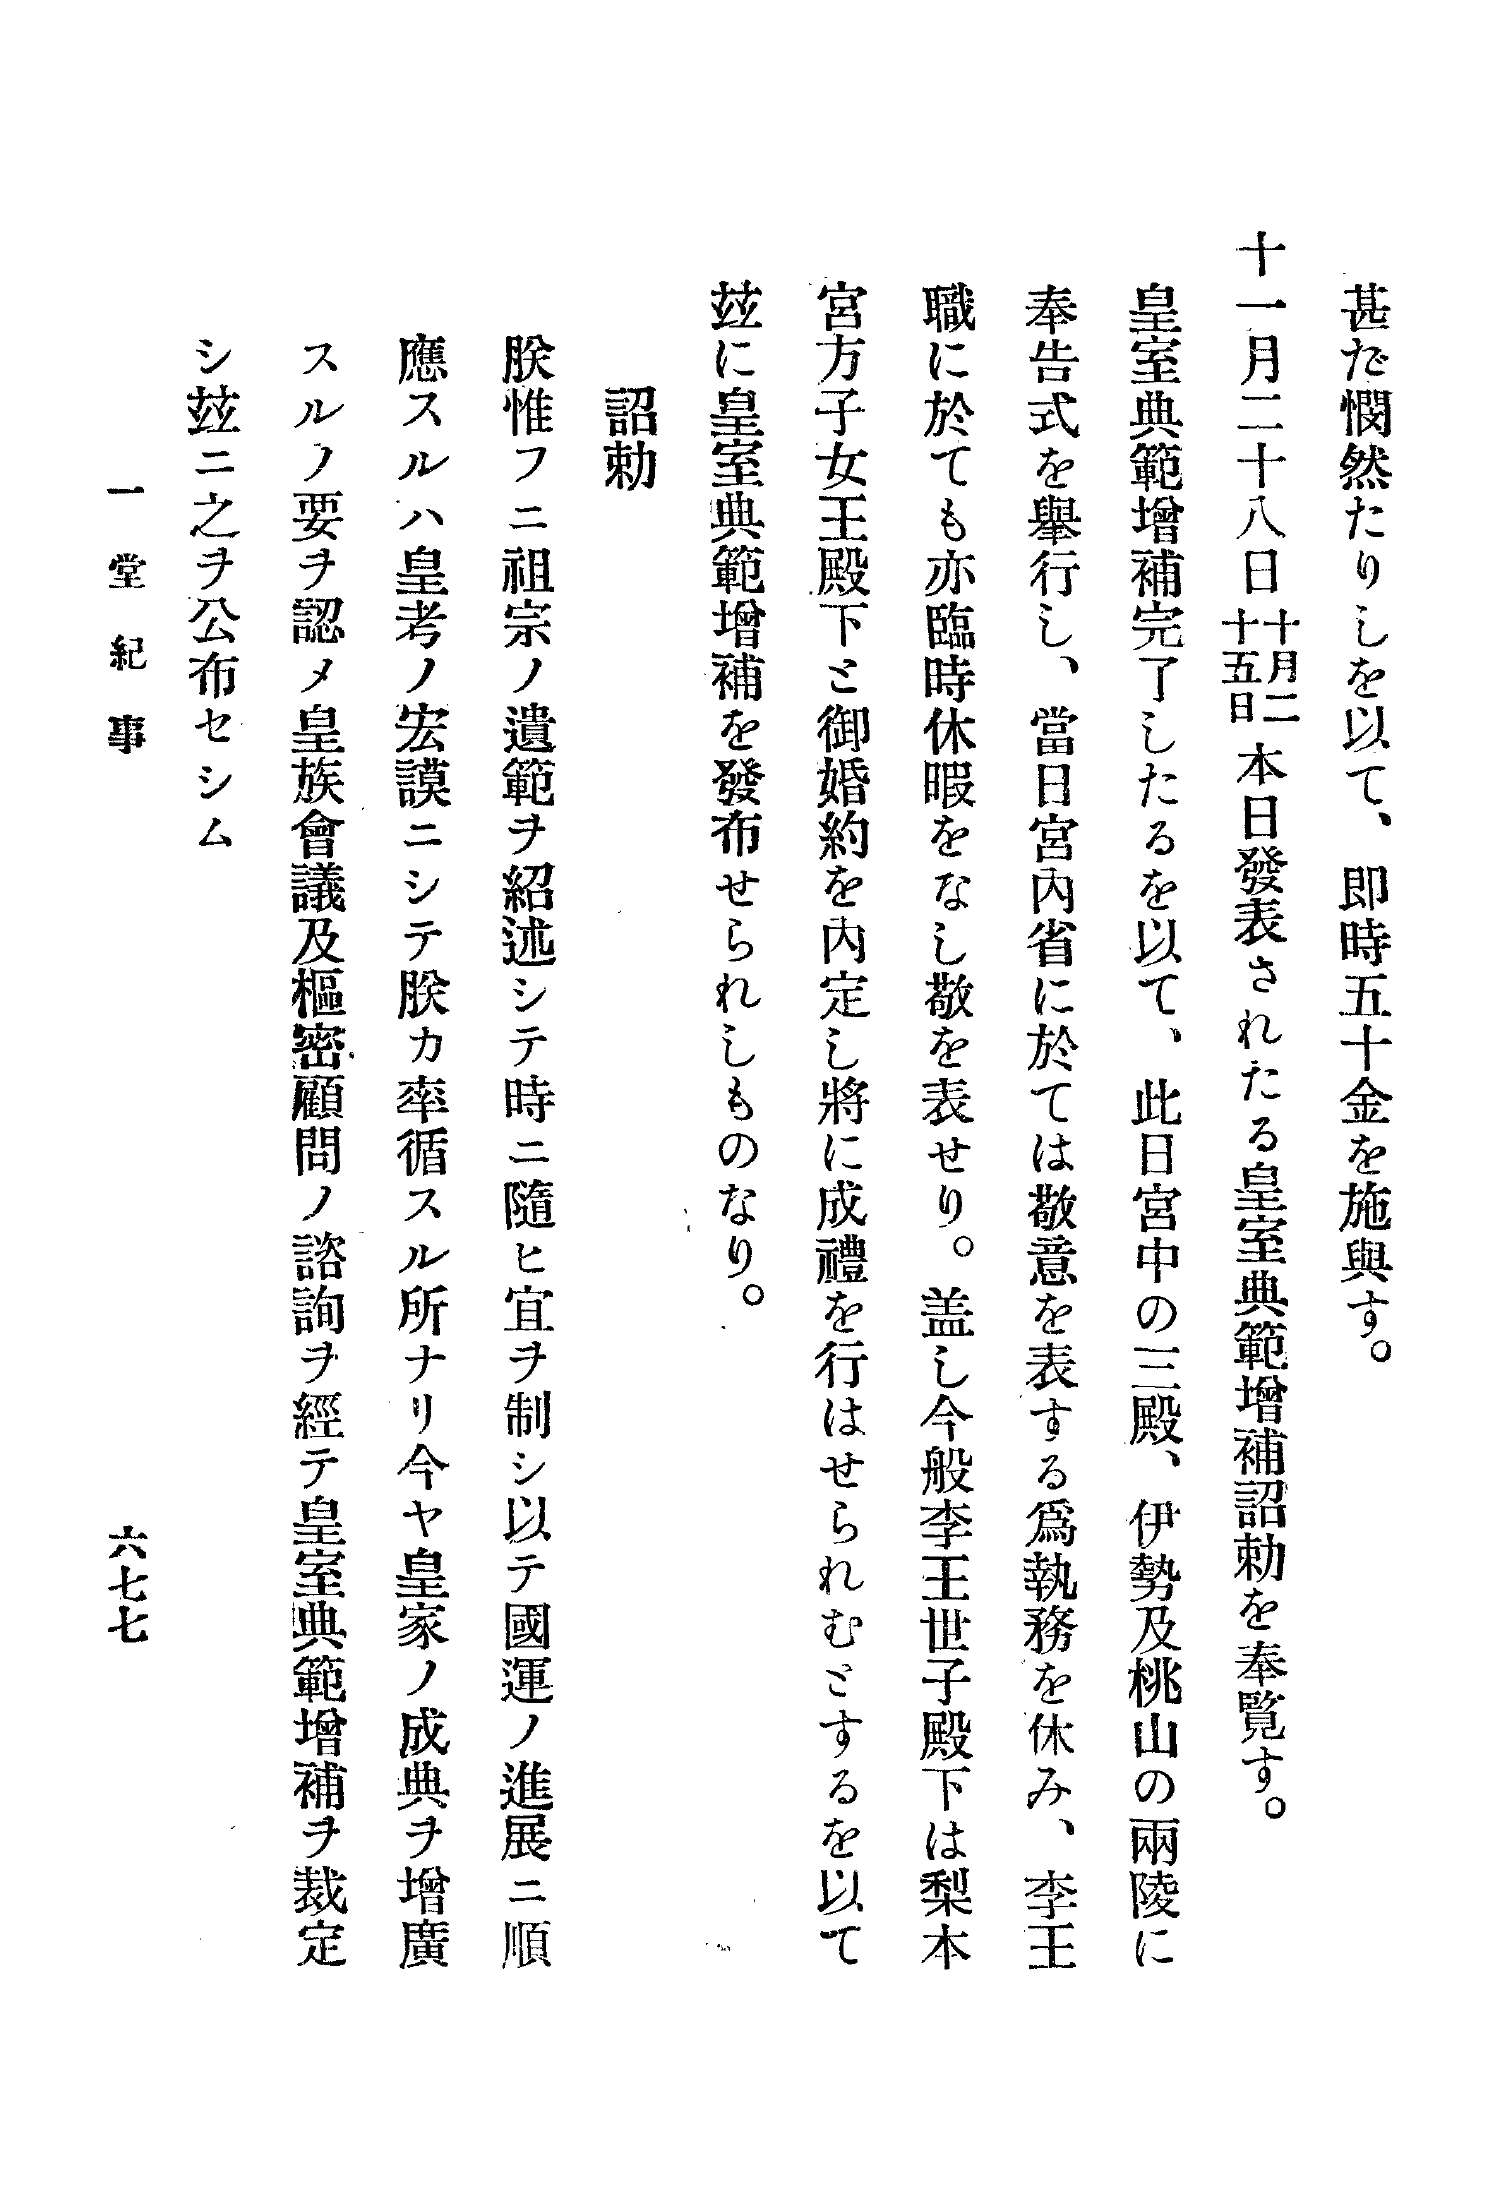 甚だ憫然たりしを以て、即時五十金を施與す。
十一月二十八日 十月二十五日 本日發表されたる皇室典範增補詔勅を奉覧す。
皇室典範增補完了したるを以て、此日宮中の三殿、伊勢及桃山の兩陵に
奉告式を舉行し、當日宮內省に於ては敬意を表する爲執務を休み、李王
職に於ても亦臨時休暇をなし敬を表せり。盖し今般李王世子殿下は梨本
宮方子女王殿下と御婚約を內定し將に成禮を行はせられむとするを以て
玆に皇室典範增補を發布せられしものなり。
詔勅
朕惟フニ祖宗ノ遺範ヲ紹述シテ時ニ隨ヒ宜ヲ制シ以テ國運ノ進展ニ順
應スルハ皇考ノ宏謨ニシテ朕カ率循スル所ナリ今ヤ皇家ノ成典ヲ增廣
スルノ要ヲ認メ皇族會議及樞密顧問ノ諮詢ヲ經テ皇室典範增補ヲ裁定
シ玆ニ之ヲ公布セシム
一堂紀事
六七七